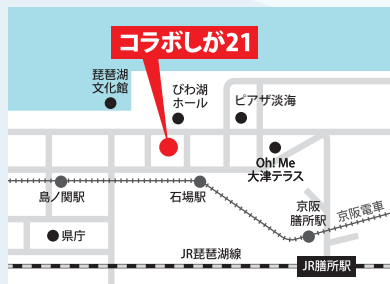 コラボしが21
琵琶湖
文化館
びわ湖
ホール
ピアザ淡海
Oh! Me
大津テラス
島ノ関駅
石場駅
京阪
膳所駅
京阪電車
県庁
JR琵琶湖線
JR膳所駅